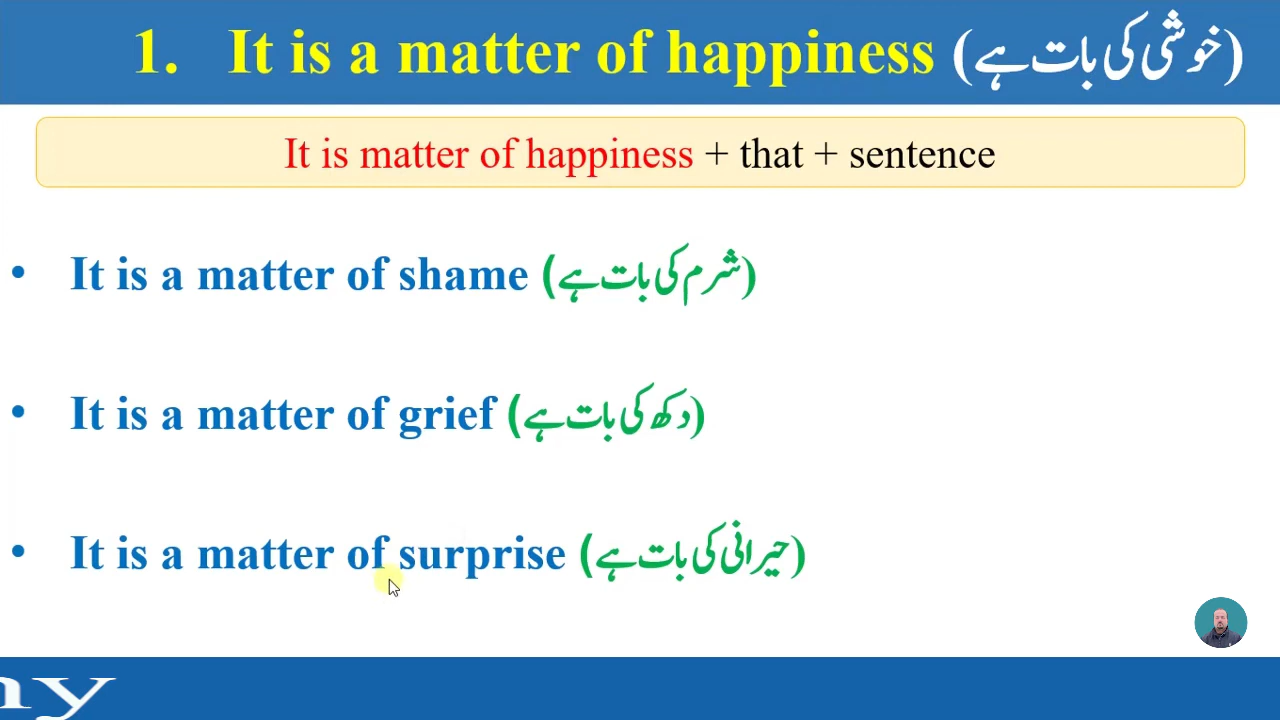 1. It is a matter of happiness (خوشی کی بات ہے)
It is matter of happiness + that + sentence
• It is a matter of shame (شرم کی بات ہے)
• It is a matter of grief (دکھ کی بات ہے)
• It is a matter of surprise (حیرانی کی بات ہے)